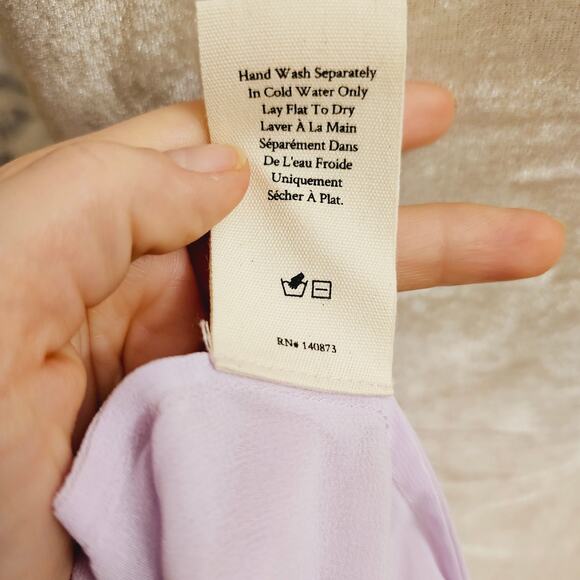 Hand Wash Separately
In Cold Water Only
Lay Flat To Dry
Laver À La Main
Séparément Dans
De L'eau Froide
Uniquement
Sécher À Plat.
RN# 140873